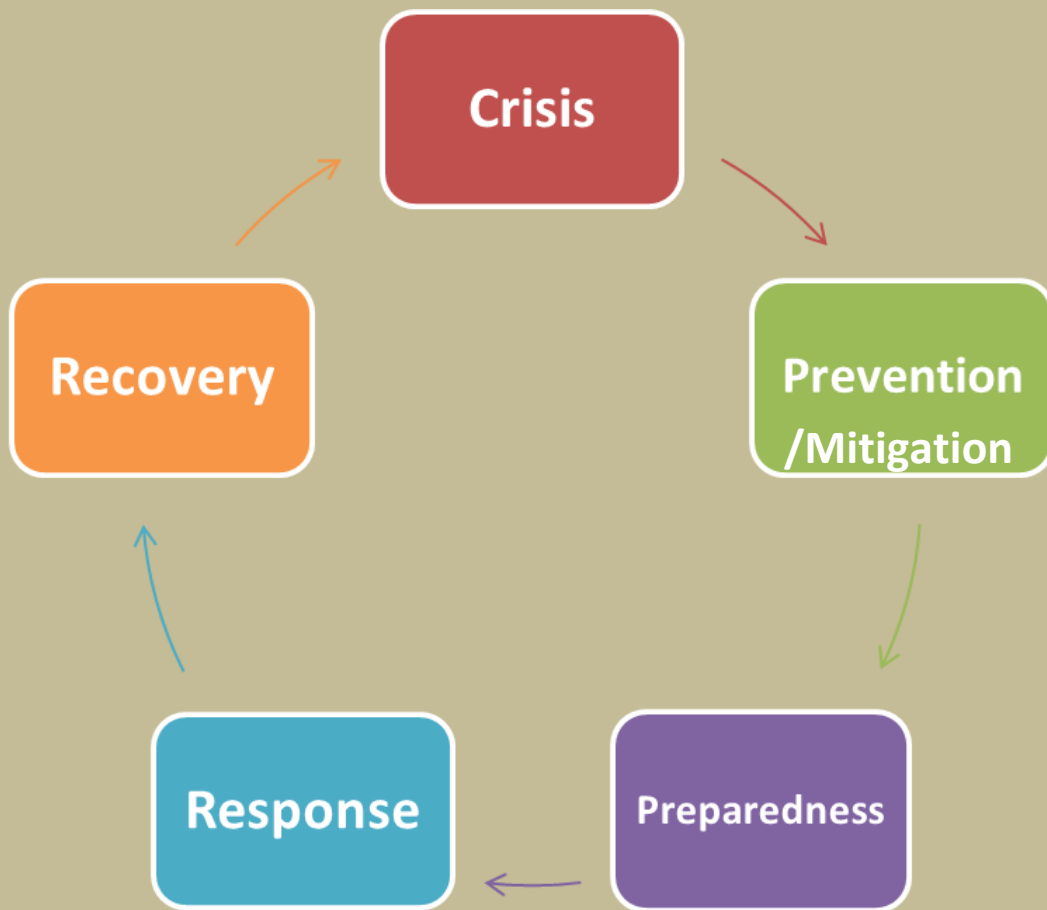 Crisis
Prevention
/Mitigation
Preparedness
Response
Recovery